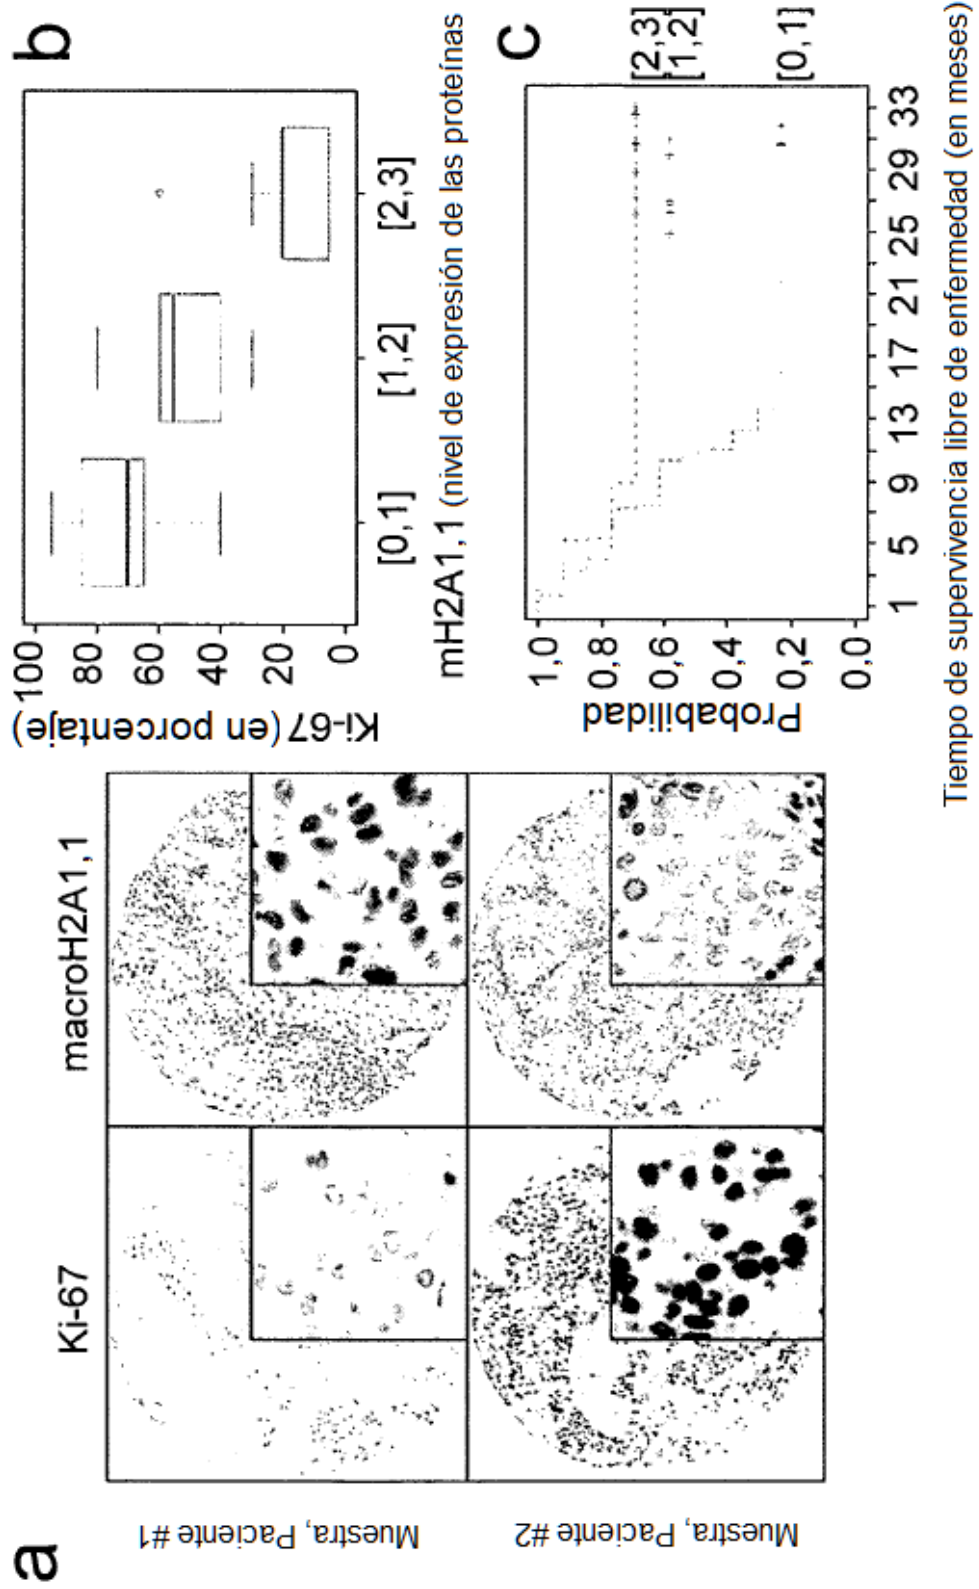 a
Ki-67
macroH2A1,1
Muestra, Paciente #1
Muestra, Paciente #2
b
Ki-67 (en porcentaje)
100
80
60
40
20
0
[0,1]
[1,2]
[2,3]
mH2A1,1 (nivel de expresión de las proteínas
c
Probabilidad
1,0
0,8
0,6
0,4
0,2
0,0
[2,3]
[1,2]
[0,1]
1 5 9 13 17 21 25 29 33
Tiempo de supervivencial libre de enfermedad (en meses)